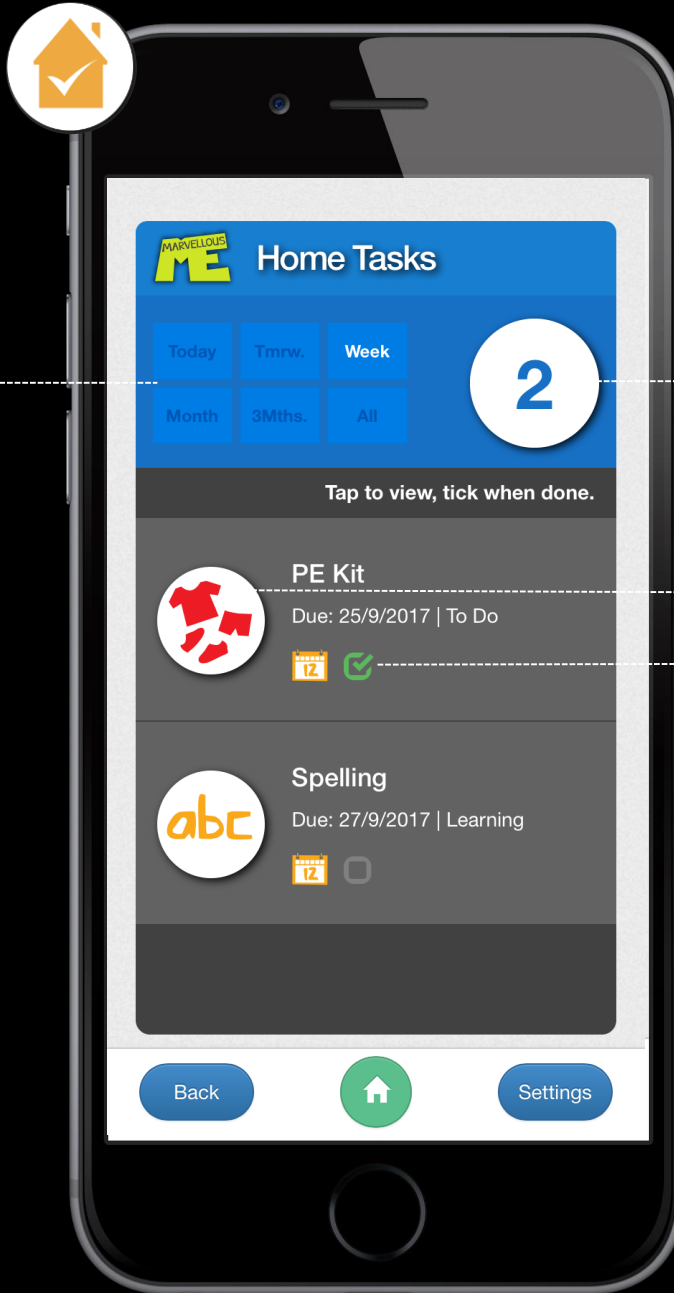 MARVELLOUS
ME
Home Tasks
Today Tmrw. Week
Month 3Mths. All
2
Tap to view, tick when done.
PE Kit
Due: 25/9/2017 | To Do
12
Spelling
abc
Due: 27/9/2017 | Learning
12
Back
Settings